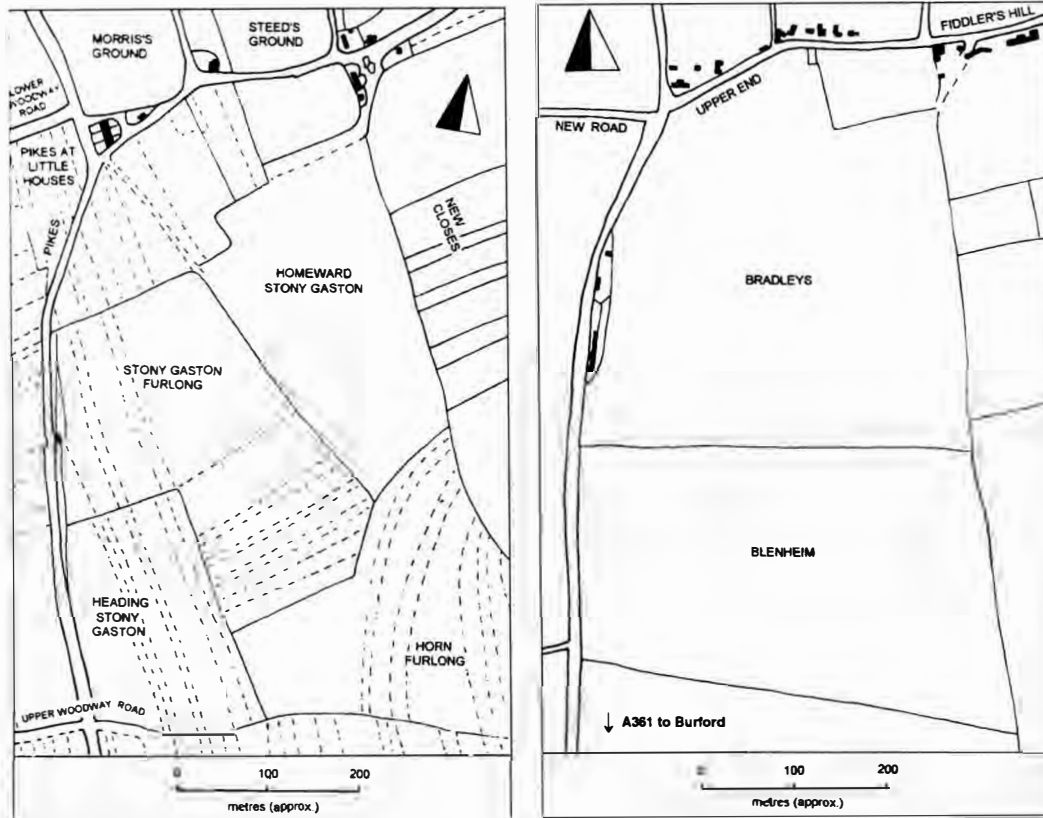 MORRIS'S
GROUND
STEED'S
GROUND
LOWER
WOODWAY
ROAD
PIKES AT
LITTLE
HOUSES
PIKES
NEW
CLOSES
HOMEWARD
STONY GASTON
STONY GASTON
FURLONG
HEADING
STONY
GASTON
HORN
FURLONG
UPPER WOODWAY ROAD
0 100 200
metres (approx.)
FIDDLER'S HILL
UPPER END
NEW ROAD
BRADLEYS
BLENHEIM
↓ A361 to Burford
100 200
metres (approx.)